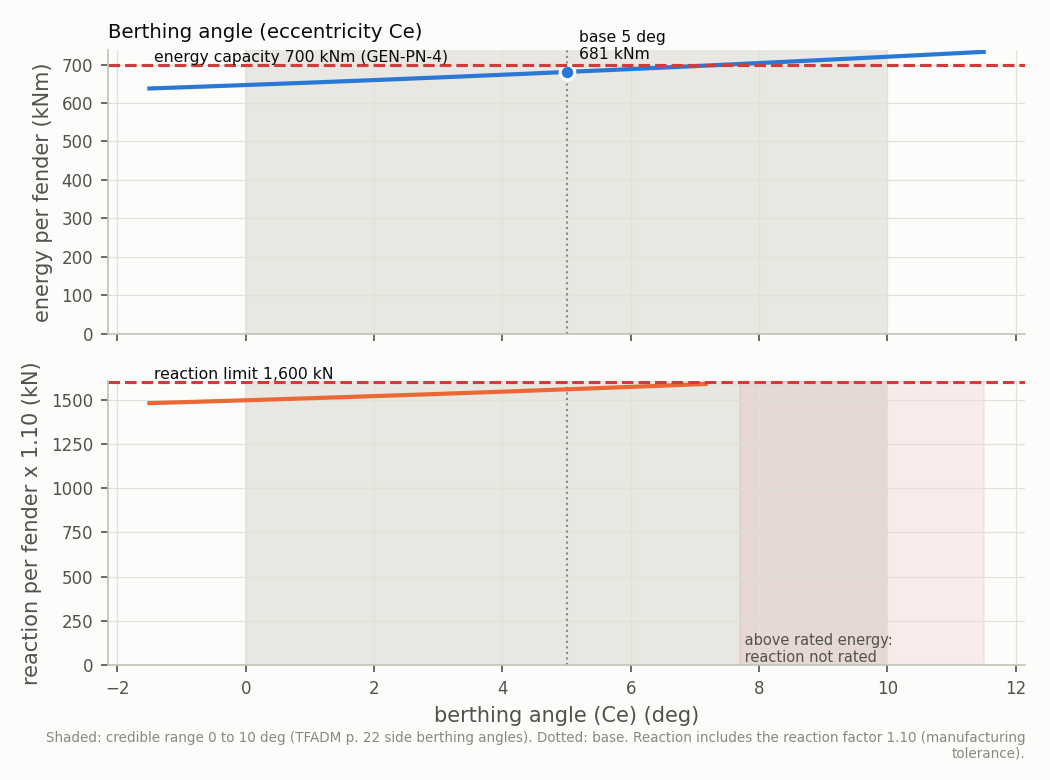 Berthing angle (eccentricity Ce)
base 5 deg
681 kNm
energy capacity 700 kNm (GEN-PN-4)
energy per fender (kNm)
700
600
500
400
300
200
100
0
reaction limit 1,600 kN
reaction per fender x 1.10 (kN)
1500
1250
1000
750
500
250
0
above rated energy:
reaction not rated
−2
0
2
4
6
8
10
12
berthing angle (Ce) (deg)
Shaded: credible range 0 to 10 deg (TFADM p. 22 side berthing angles). Dotted: base. Reaction includes the reaction factor 1.10 (manufacturing
tolerance).